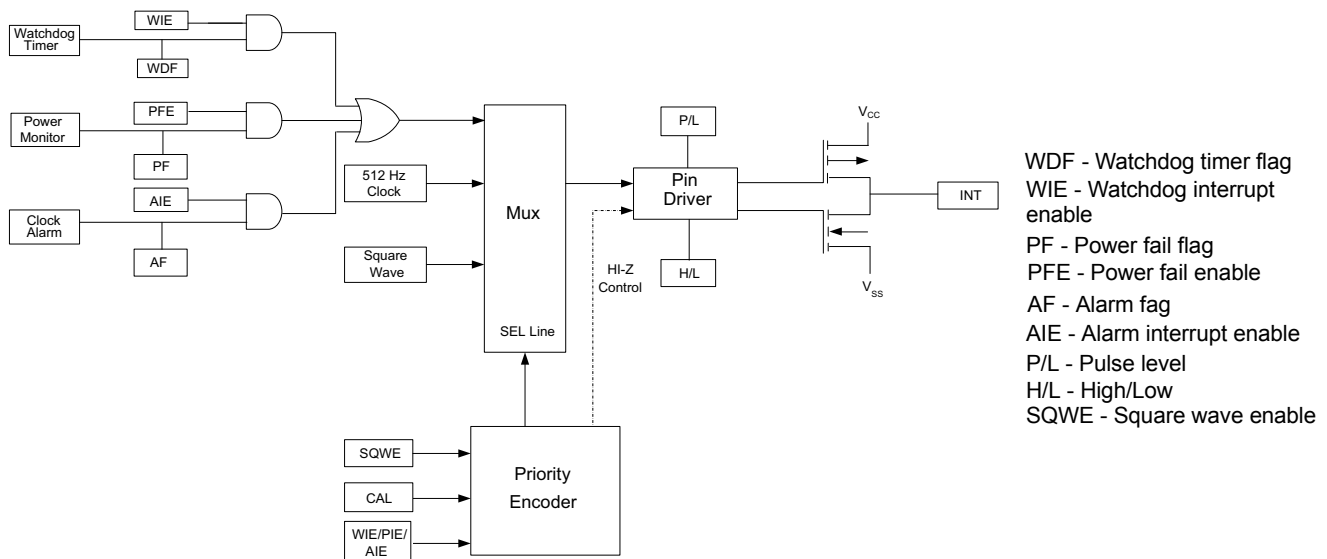 WIE
Watchdog
Timer
WDF
PFE
Power
Monitor
PF
AIE
Clock
Alarm
AF
512 Hz
Clock
Square
Wave
Mux
SEL Line
P/L
Pin
Driver
H/L
HI-Z
Control
VCC
VSS
INT
SQWE
CAL
WIE/PIE/
AIE
Priority
Encoder
WDF - Watchdog timer flag
WIE - Watchdog interrupt
enable
PF - Power fail flag
PFE - Power fail enable
AF - Alarm fag
AIE - Alarm interrupt enable
P/L - Pulse level
H/L - High/Low
SQWE - Square wave enable